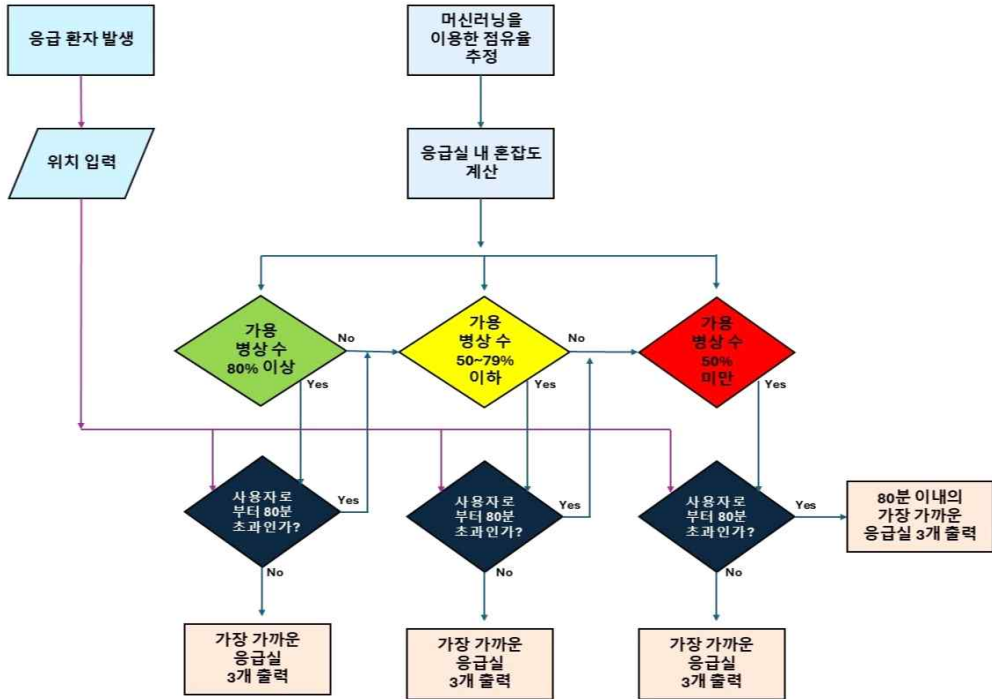 응급 환자 발생
머신러닝을
이용한 점유율
추정
위치 입력
응급실 내 혼잡도
계산
가용
병상 수
80% 이상
No
Yes
가용
병상 수
50~79%
이하
No
Yes
가용
병상 수
50%
미만
Yes
사용자로
부터 80분
초과인가?
Yes
No
사용자로
부터 80분
초과인가?
Yes
No
사용자로
부터 80분
초과인가?
Yes
No
80분 이내의
가장 가까운
응급실 3개 출력
가장 가까운
응급실
3개 출력
가장 가까운
응급실
3개 출력
가장 가까운
응급실
3개 출력